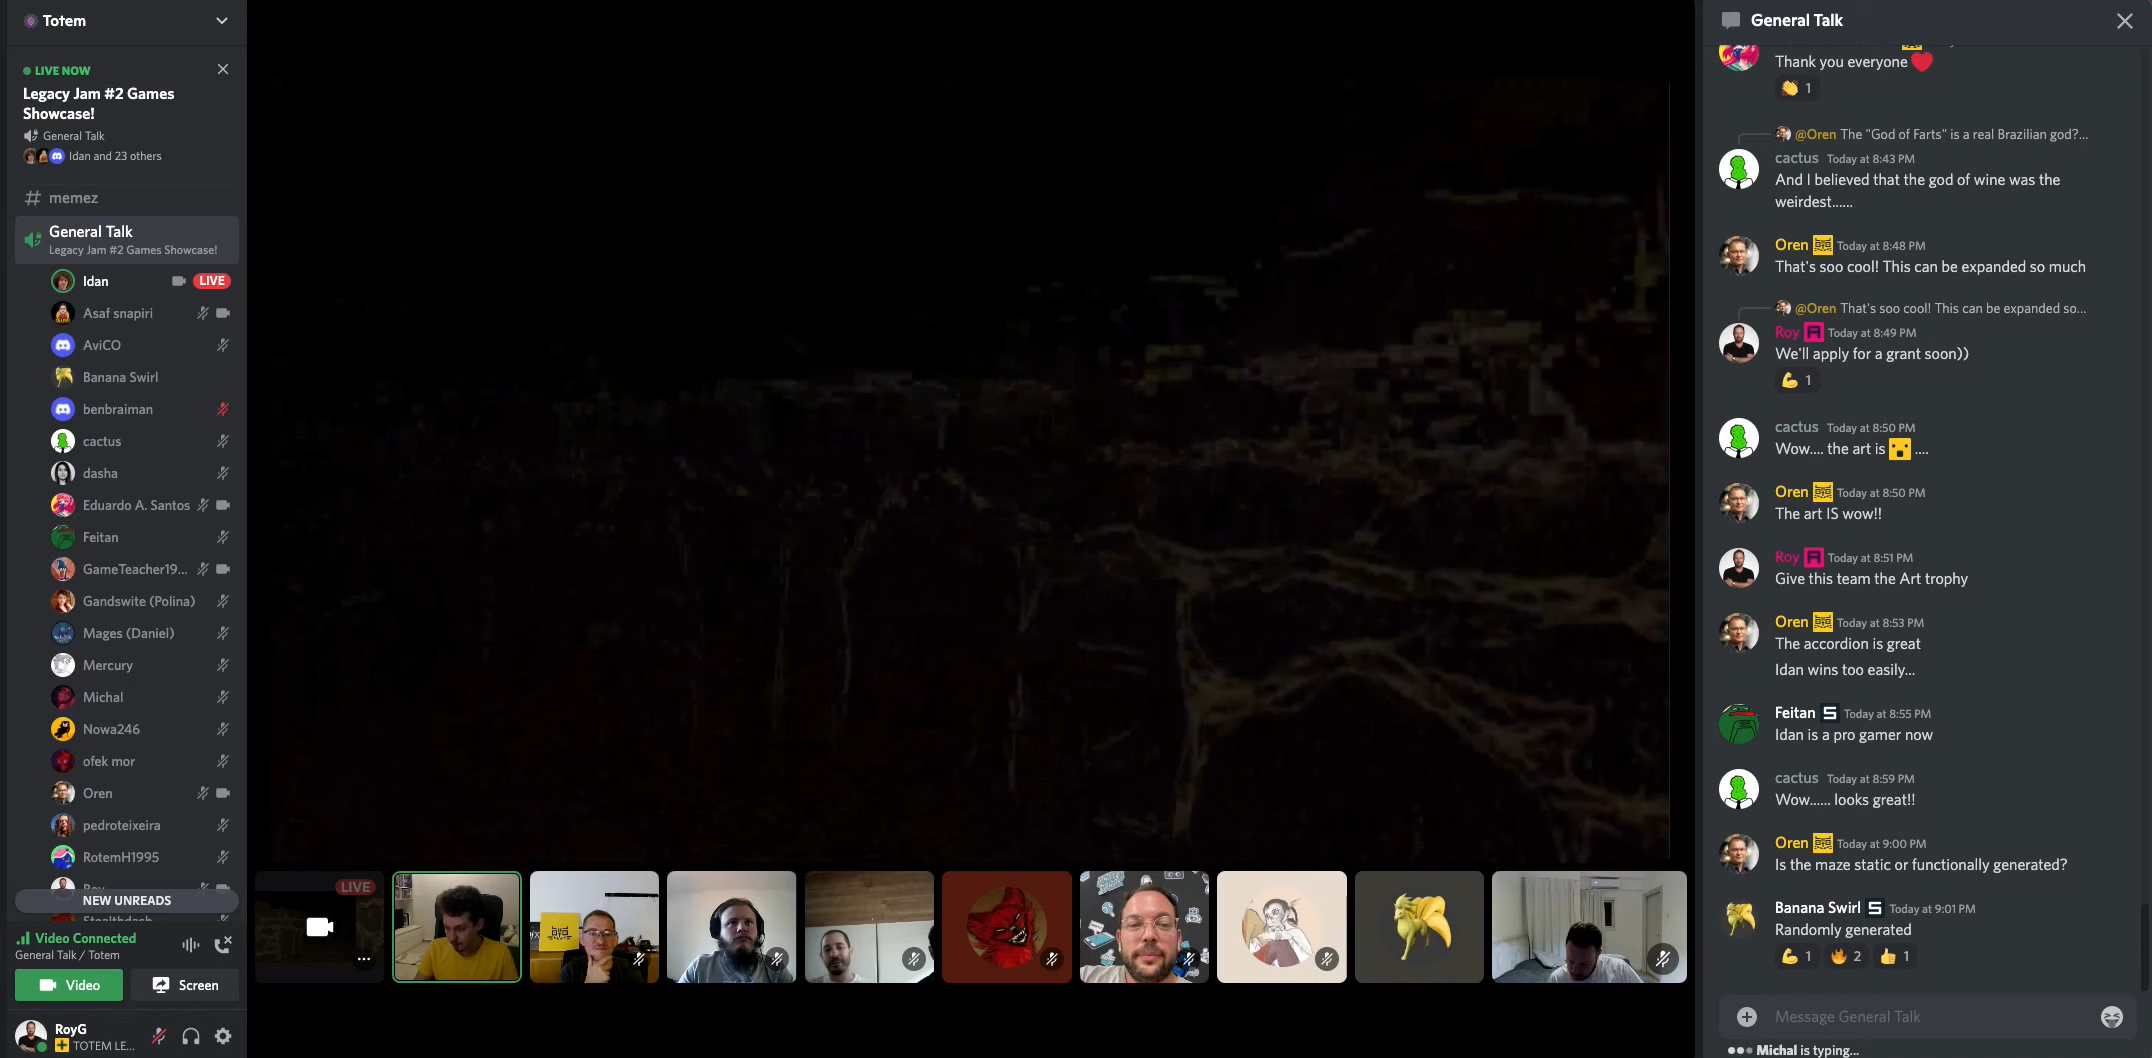 Totem
LIVE NOW
Legacy Jam #2 Games
Showcase!
General Talk
Idan and 23 others
memez
General Talk
Legacy Jam #2 Games Showcase!
Idan
LIVE
Asaf snapiri
AviCO
Banana Swirl
benbraiman
cactus
dasha
Eduardo A. Santos
Feitan
GameTeacher19...
Gandswite (Polina)
Mages (Daniel)
Mercury
Michal
Nowa246
ofek mor
Oren
pedroteixeira
RotemH1995
Roy
NEW UNREADS
Stealthdash
Video Connected
General Talk / Totem
Video
Screen
RoyG
TOTEM LE...
LIVE
General Talk
Thank you everyone ❤️
👏 1
@Oren The "God of Farts" is a real Brazilian god?...
cactus Today at 8:43 PM
And I believed that the god of wine was the
weirdest......
Oren Today at 8:48 PM
That's soo cool! This can be expanded so much
@Oren That's soo cool! This can be expanded so...
Roy Today at 8:49 PM
We'll apply for a grant soon))
💪 1
cactus Today at 8:50 PM
Wow.... the art is 😮 ....
Oren Today at 8:50 PM
The art IS wow!!
Roy Today at 8:51 PM
Give this team the Art trophy
Oren Today at 8:53 PM
The accordion is great
Idan wins too easily...
Feitan S Today at 8:55 PM
Idan is a pro gamer now
cactus Today at 8:59 PM
Wow...... looks great!!
Oren Today at 9:00 PM
Is the maze static or functionally generated?
Banana Swirl S Today at 9:01 PM
Randomly generated
💪 1 🔥 2 👍 1
Message General Talk
Michal is typing...